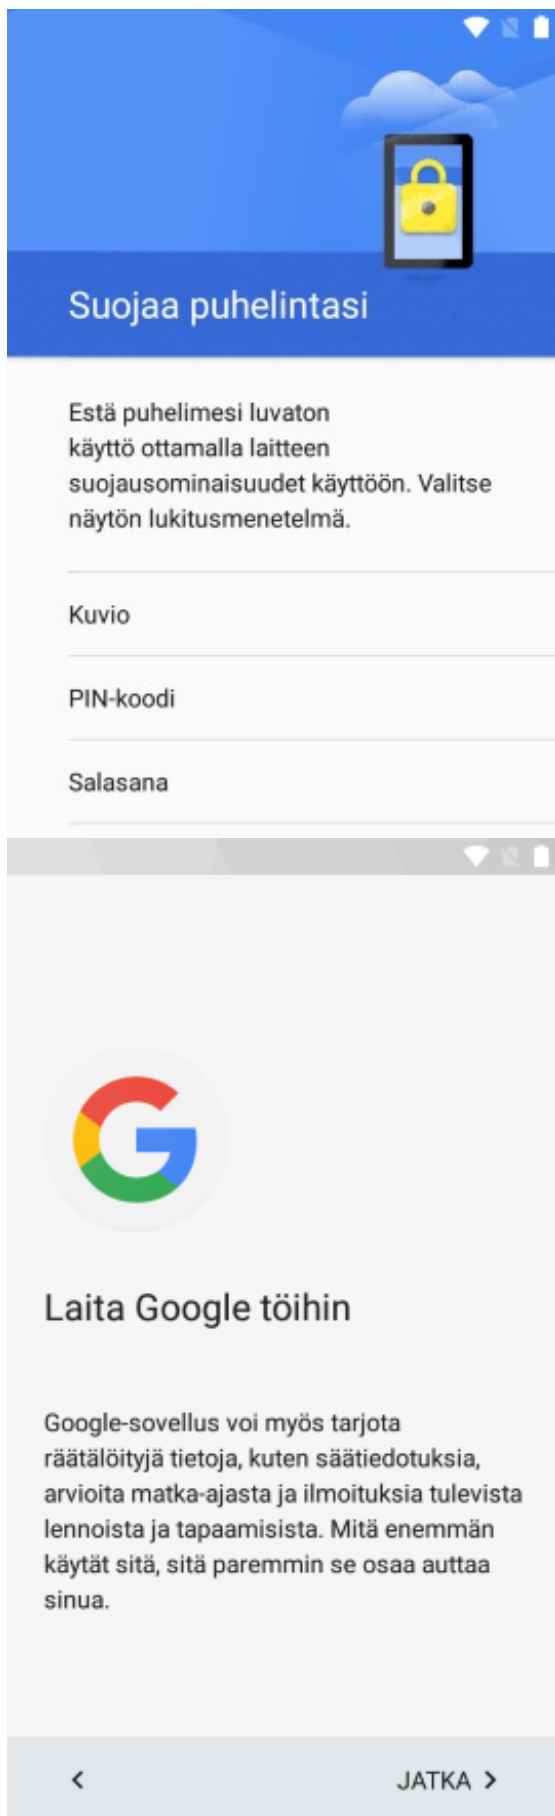 Suojaa puhelintasi
Estä puhelimesi luvaton
käyttö ottamalla laitteen
suojausominaisuudet käyttöön. Valitse
näytön lukitusmenetelmä.
Kuvio
PIN-koodi
Salasana
Laita Google töihin
Google-sovellus voi myös tarjota
räätälöityjä tietoja, kuten säätiedotuksia,
arvioita matka-ajasta ja ilmoituksia tulevista
lennoista ja tapaamisista. Mitä enemmän
käytät sitä, sitä paremmin se osaa auttaa
sinua.
JATKA